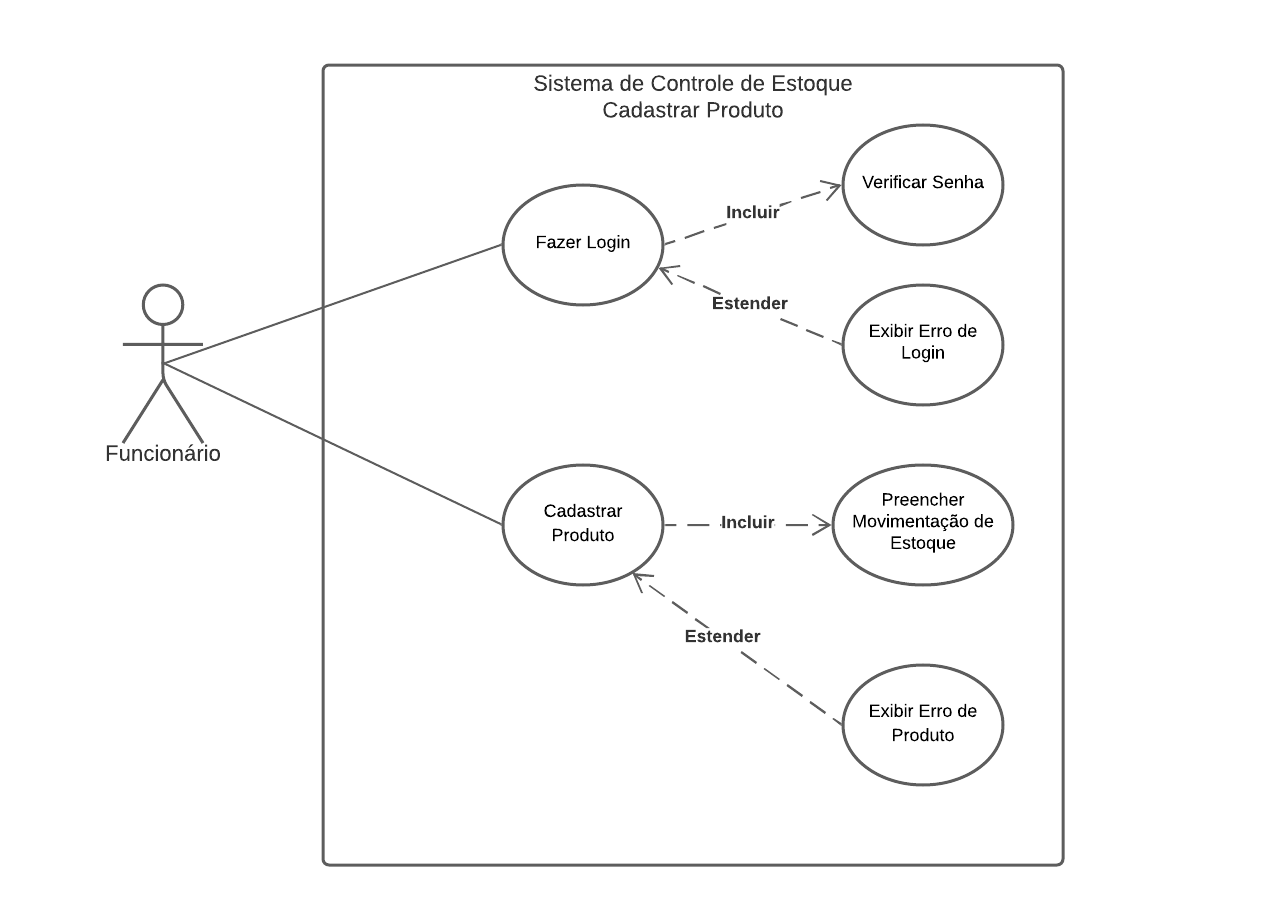 Sistema de Controle de Estoque
Cadastrar Produto
Verificar Senha
Incluir
Fazer Login
Estender
Exibir Erro de
Login
Funcionário
Cadastrar
Produto
Incluir
Preencher
Movimentação de
Estoque
Estender
Exibir Erro de
Produto